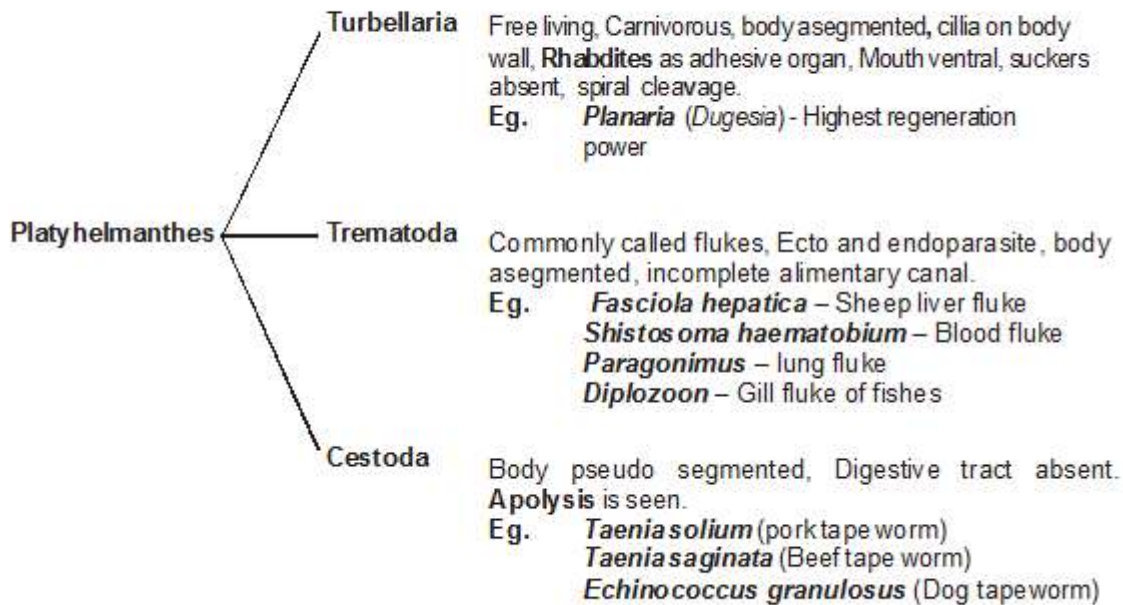 Turbellaria
Free living, Carnivorous, body asegmented, cillia on body
wall, Rhabdites as adhesive organ, Mouth ventral, suckers
absent, spiral cleavage.
Eg. Planaria (Dugesia) - Highest regeneration
power
Platyhelmanthes
Trematoda
Commonly called flukes, Ecto and endoparasite, body
asegmented, incomplete alimentary canal.
Eg. Fasciola hepatica – Sheep liver fluke
Shistosoma haematobium – Blood fluke
Paragonimus – lung fluke
Diplozoon – Gill fluke of fishes
Cestoda
Body pseudo segmented, Digestive tract absent.
Apolysis is seen.
Eg. Taenia solium (pork tape worm)
Taenia saginata (Beef tape worm)
Echinococcus granulosus (Dog tapeworm)